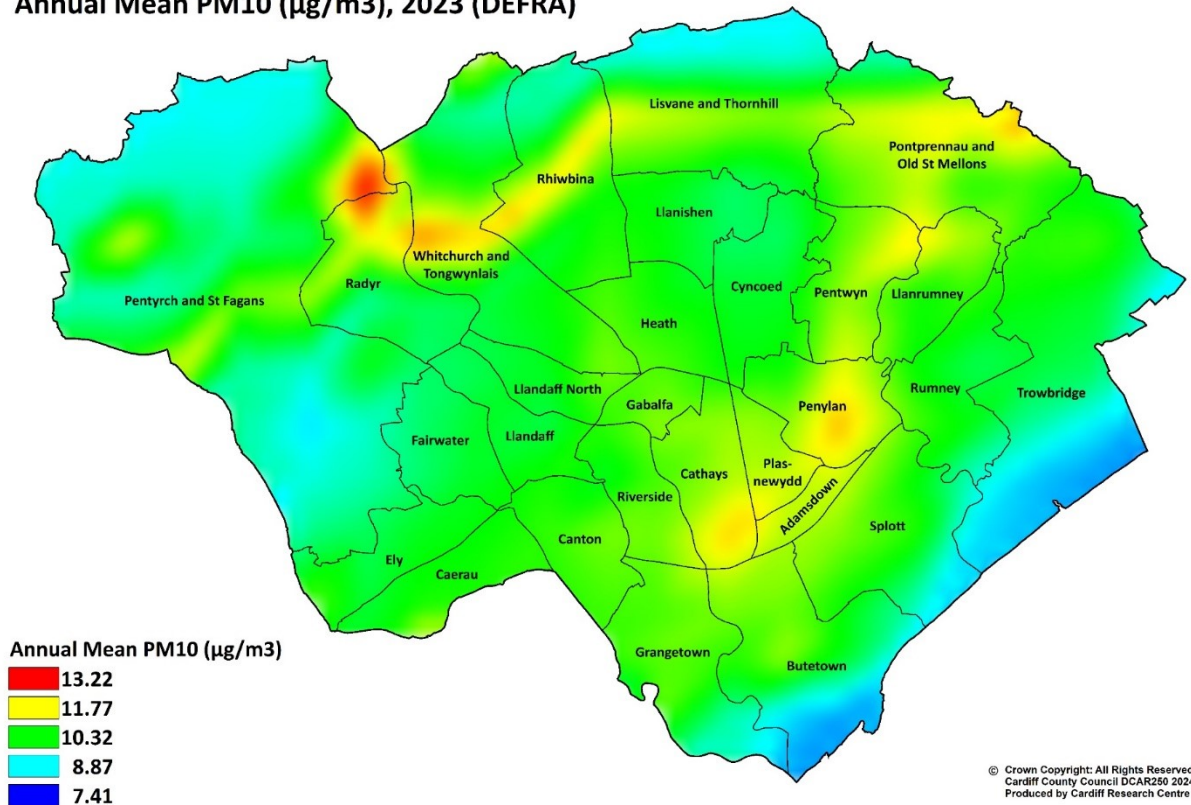 Annual Mean PM10 (µg/m3), 2023 (DEFRA)
Lisvane and Thornhill
Pontprennau and
Old St Mellons
Rhiwbina
Llanishen
Whitchurch and
Tongwynlais
Radyr
Cyncoed
Pentwyn
Llanrumney
Pentyrch and St Fagans
Heath
Llandaff North
Gabalfa
Penylan
Rumney
Trowbridge
Fairwater
Llandaff
Cathays
Plas-
newydd
Riverside
Adamsdown
Splott
Canton
Ely
Caerau
Grangetown
Butetown
Annual Mean PM10 (µg/m3)
13.22
11.77
10.32
8.87
7.41
© Crown Copyright: All Rights Reserved
Cardiff County Council DCAR250 2024
Produced by Cardiff Research Centre